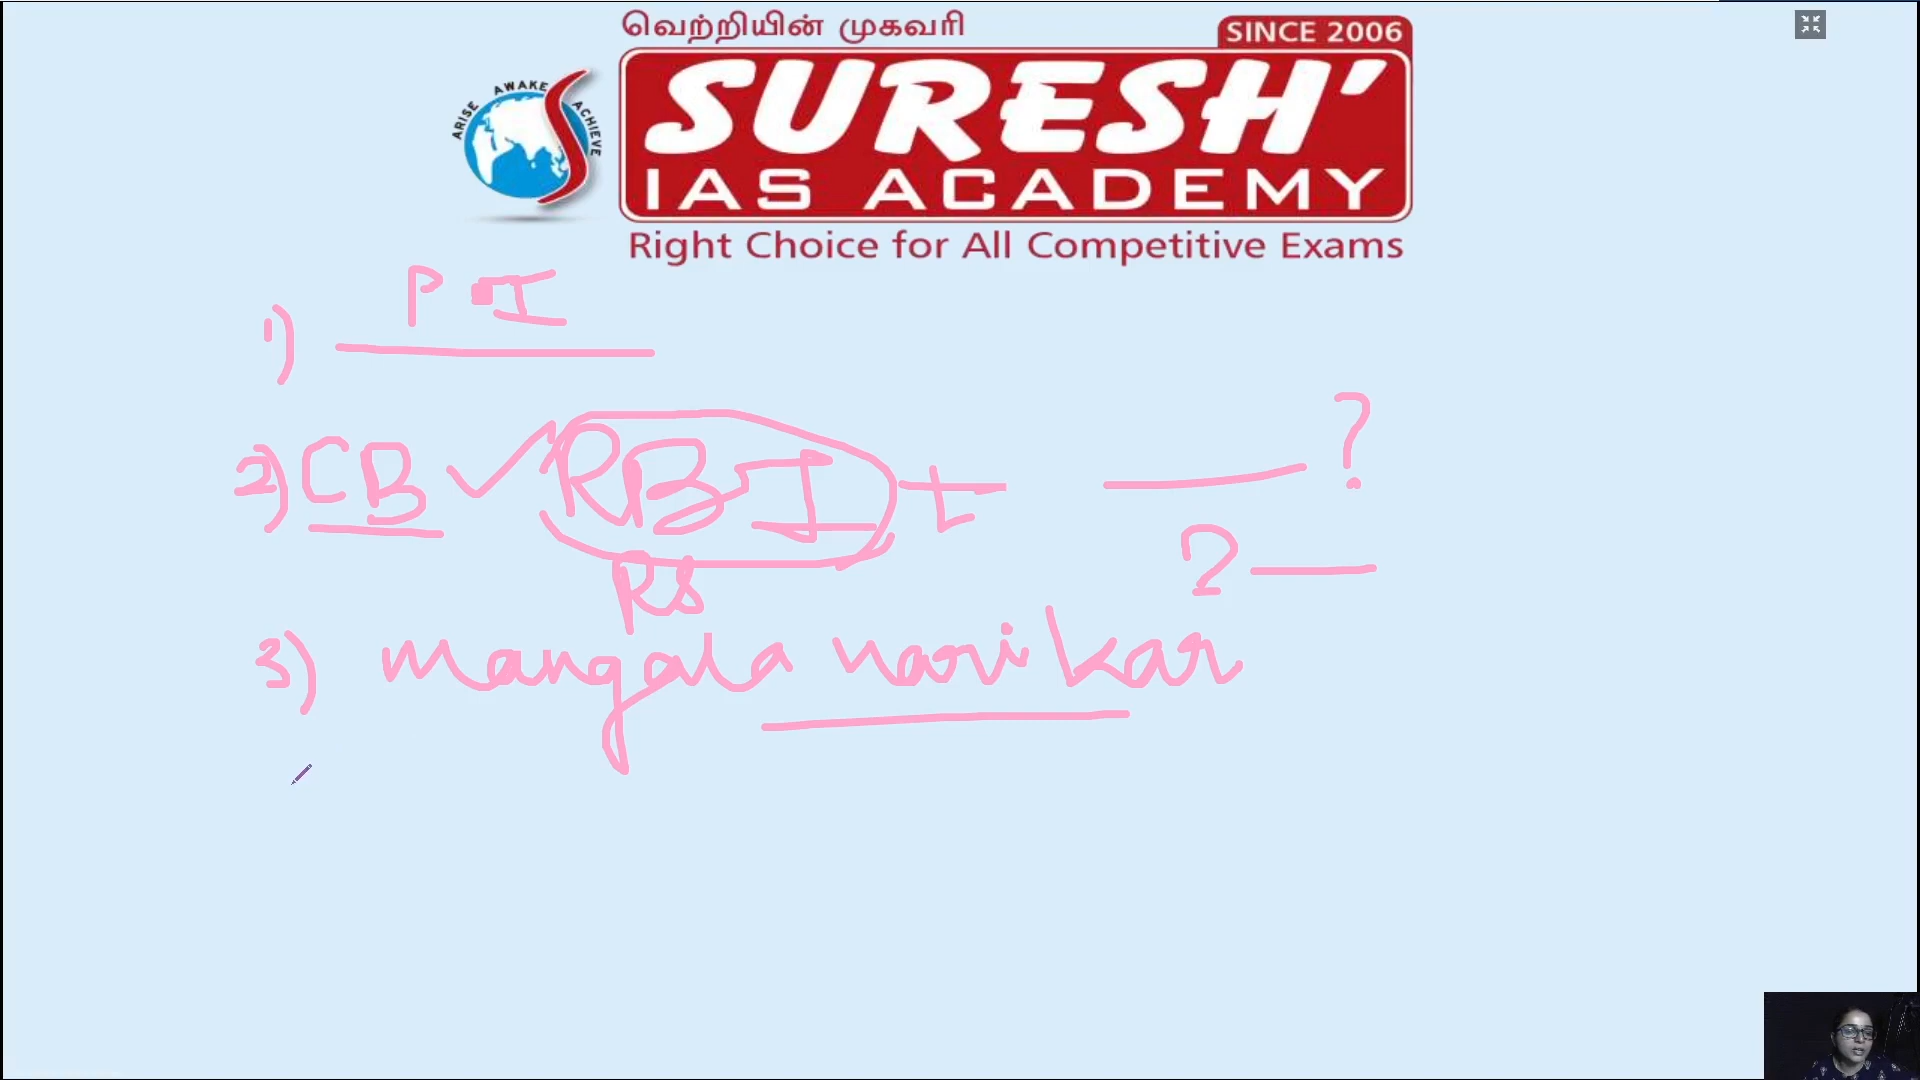 வெற்றியின் முகவரி
SINCE 2006
ARISE AWAKE ACHIEVE
SURESH'
IAS ACADEMY
Right Choice for All Competitive Exams
1) P I
2) CB ✓ RBI + ?
RS ?
3) mangala narikar